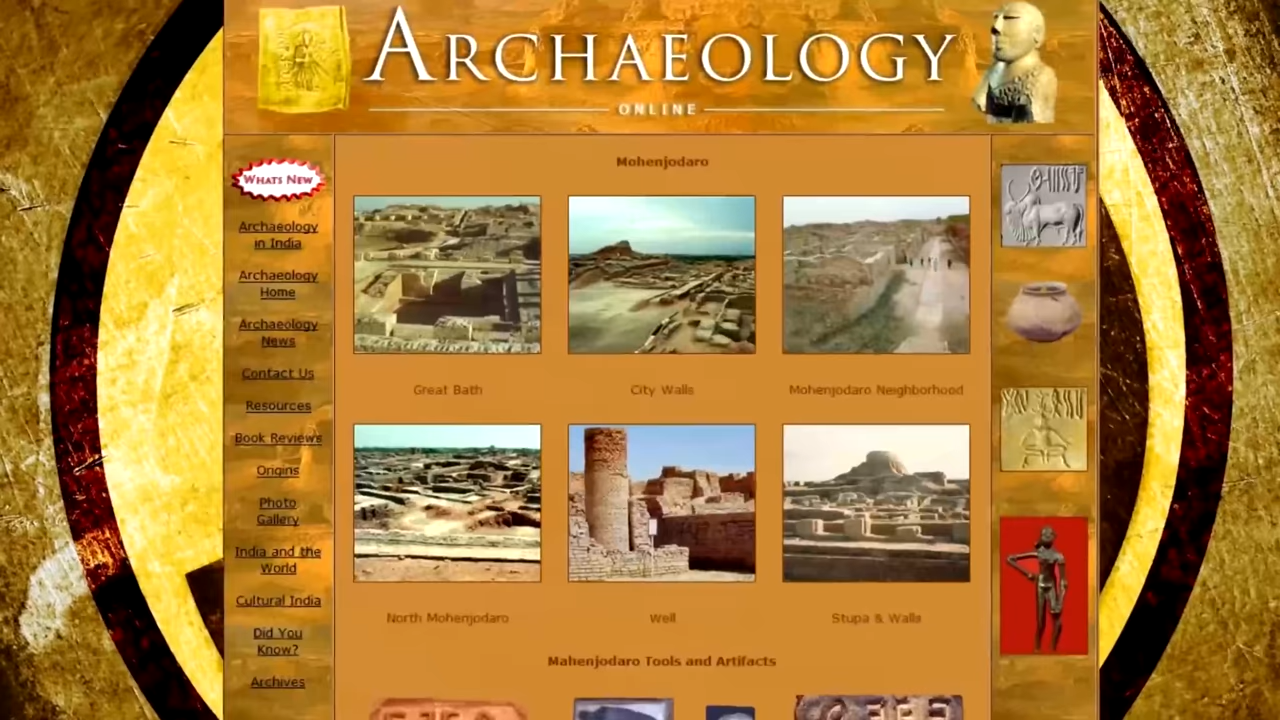 ARCHAEOLOGY
ONLINE
WHATS NEW
Archaeology
in India
Archaeology
Home
Archaeology
News
Contact Us
Resources
Book Reviews
Origins
Photo
Gallery
India and the
World
Cultural India
Did You
Know?
Archives
Mohenjodaro
Great Bath
City Walls
Mohenjodaro Neighborhood
North Mohenjodaro
Well
Stupa & Walls
Mahenjodaro Tools and Artifacts